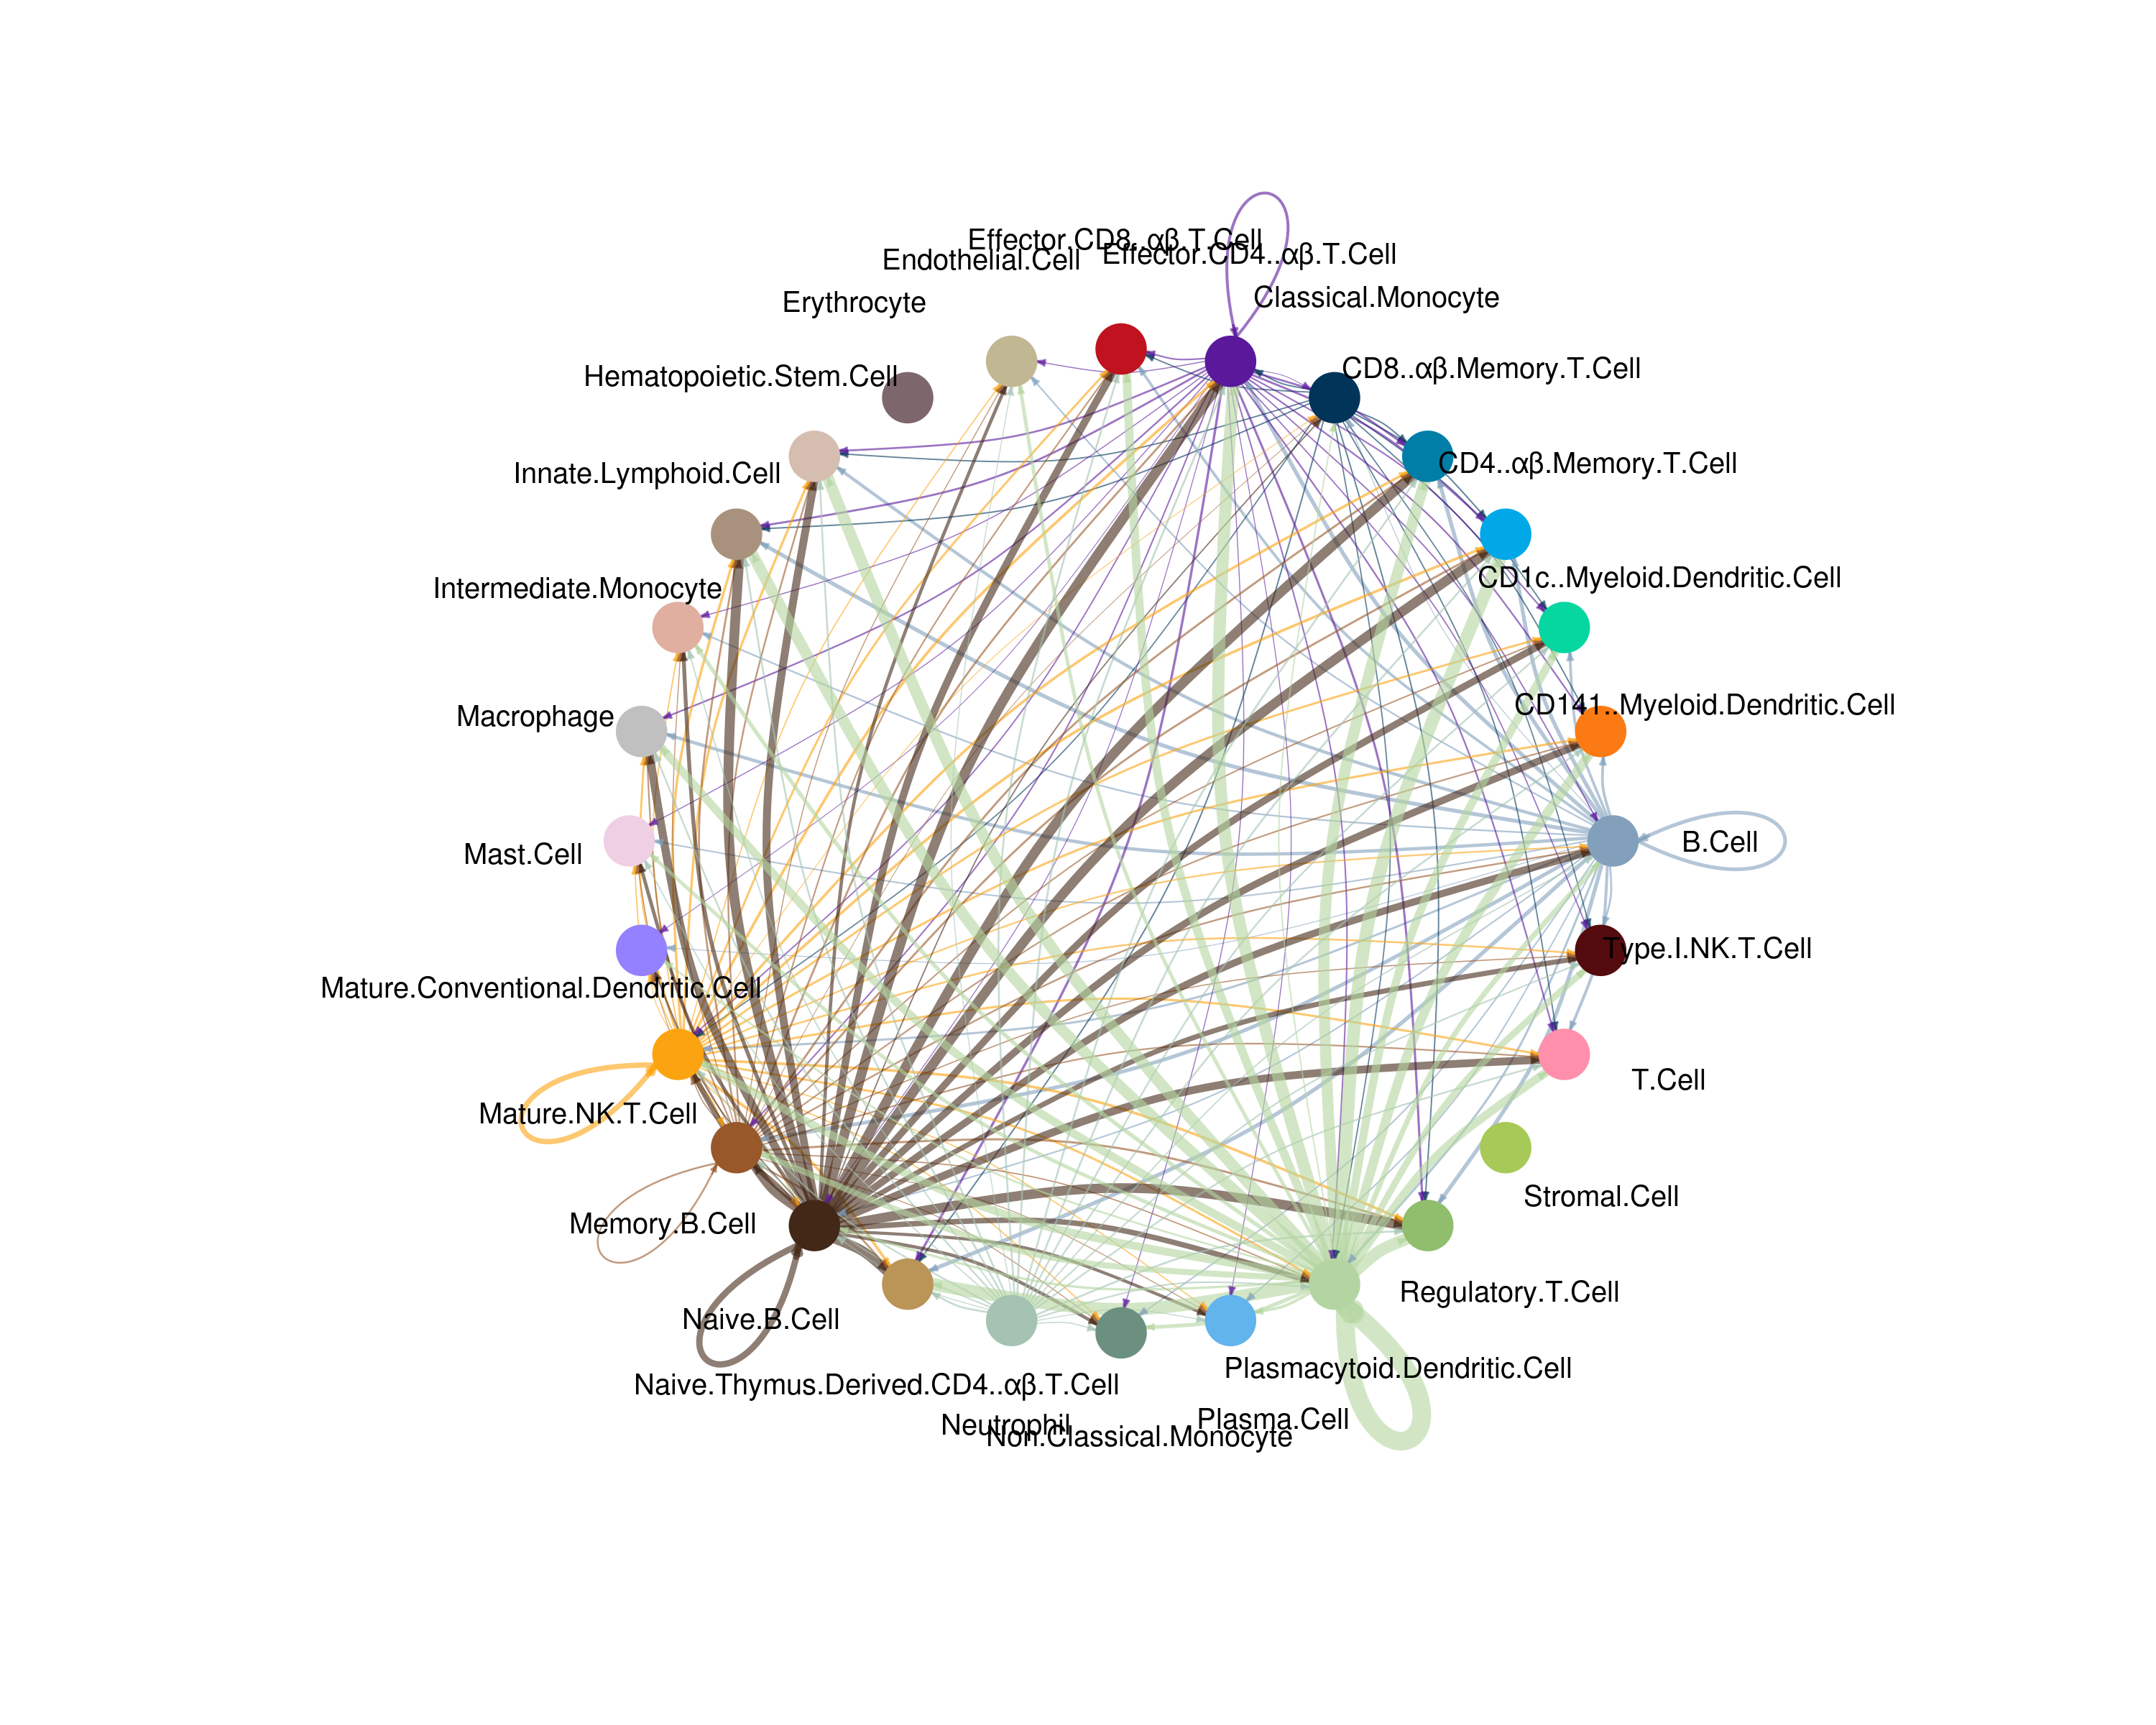 Effector.CD8..αβ.T.Cell
Effector.CD4..αβ.T.Cell
Endothelial.Cell
Classical.Monocyte
Erythrocyte
CD8..αβ.Memory.T.Cell
Hematopoietic.Stem.Cell
CD4..αβ.Memory.T.Cell
Innate.Lymphoid.Cell
CD1c..Myeloid.Dendritic.Cell
Intermediate.Monocyte
CD141..Myeloid.Dendritic.Cell
Macrophage
B.Cell
Mast.Cell
Type.I.NK.T.Cell
Mature.Conventional.Dendritic.Cell
T.Cell
Mature.NK.T.Cell
Stromal.Cell
Memory.B.Cell
Regulatory.T.Cell
Naive.B.Cell
Plasmacytoid.Dendritic.Cell
Naive.Thymus.Derived.CD4..αβ.T.Cell
Plasma.Cell
Neutrophil
Non.Classical.Monocyte